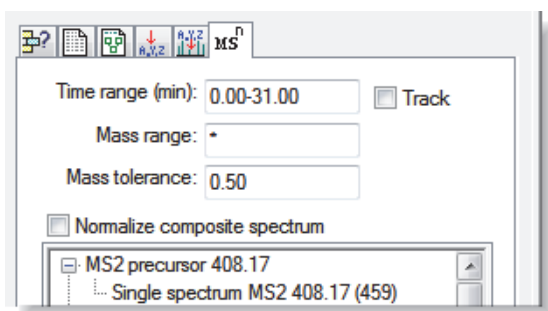 A,Y,Z A,Y,Z MSn
Time range (min): 0.00-31.00 Track
Mass range: *
Mass tolerance: 0.50
Normalize composite spectrum
MS2 precursor 408.17
Single spectrum MS2 408.17 (459)